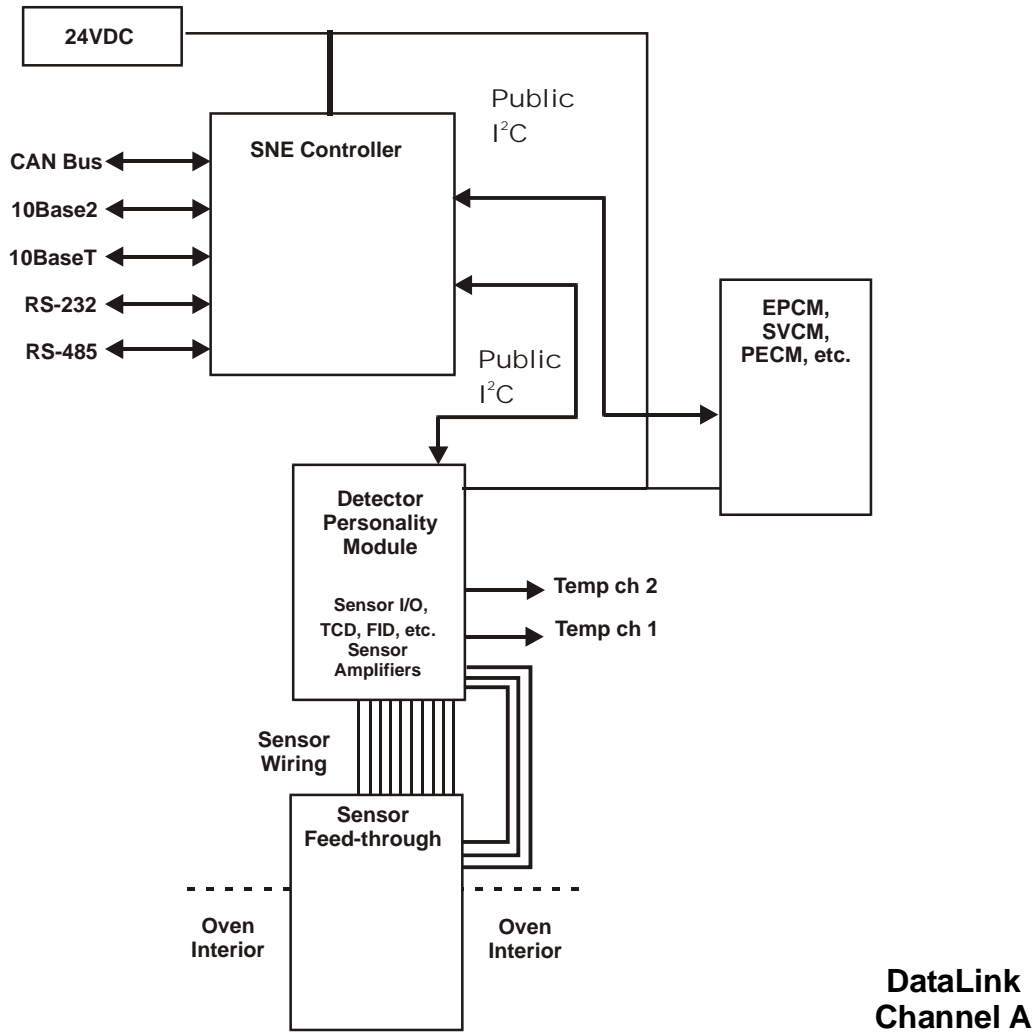 24VDC
Public
I²C
SNE Controller
CAN Bus
10Base2
10BaseT
RS-232
RS-485
EPCM,
SVCM,
PECM, etc.
Public
I²C
Detector
Personality
Module
Sensor I/O,
TCD, FID, etc.
Sensor
Amplifiers
Temp ch 2
Temp ch 1
Sensor
Wiring
Sensor
Feed-through
Oven
Interior
Oven
Interior
DataLink
Channel A